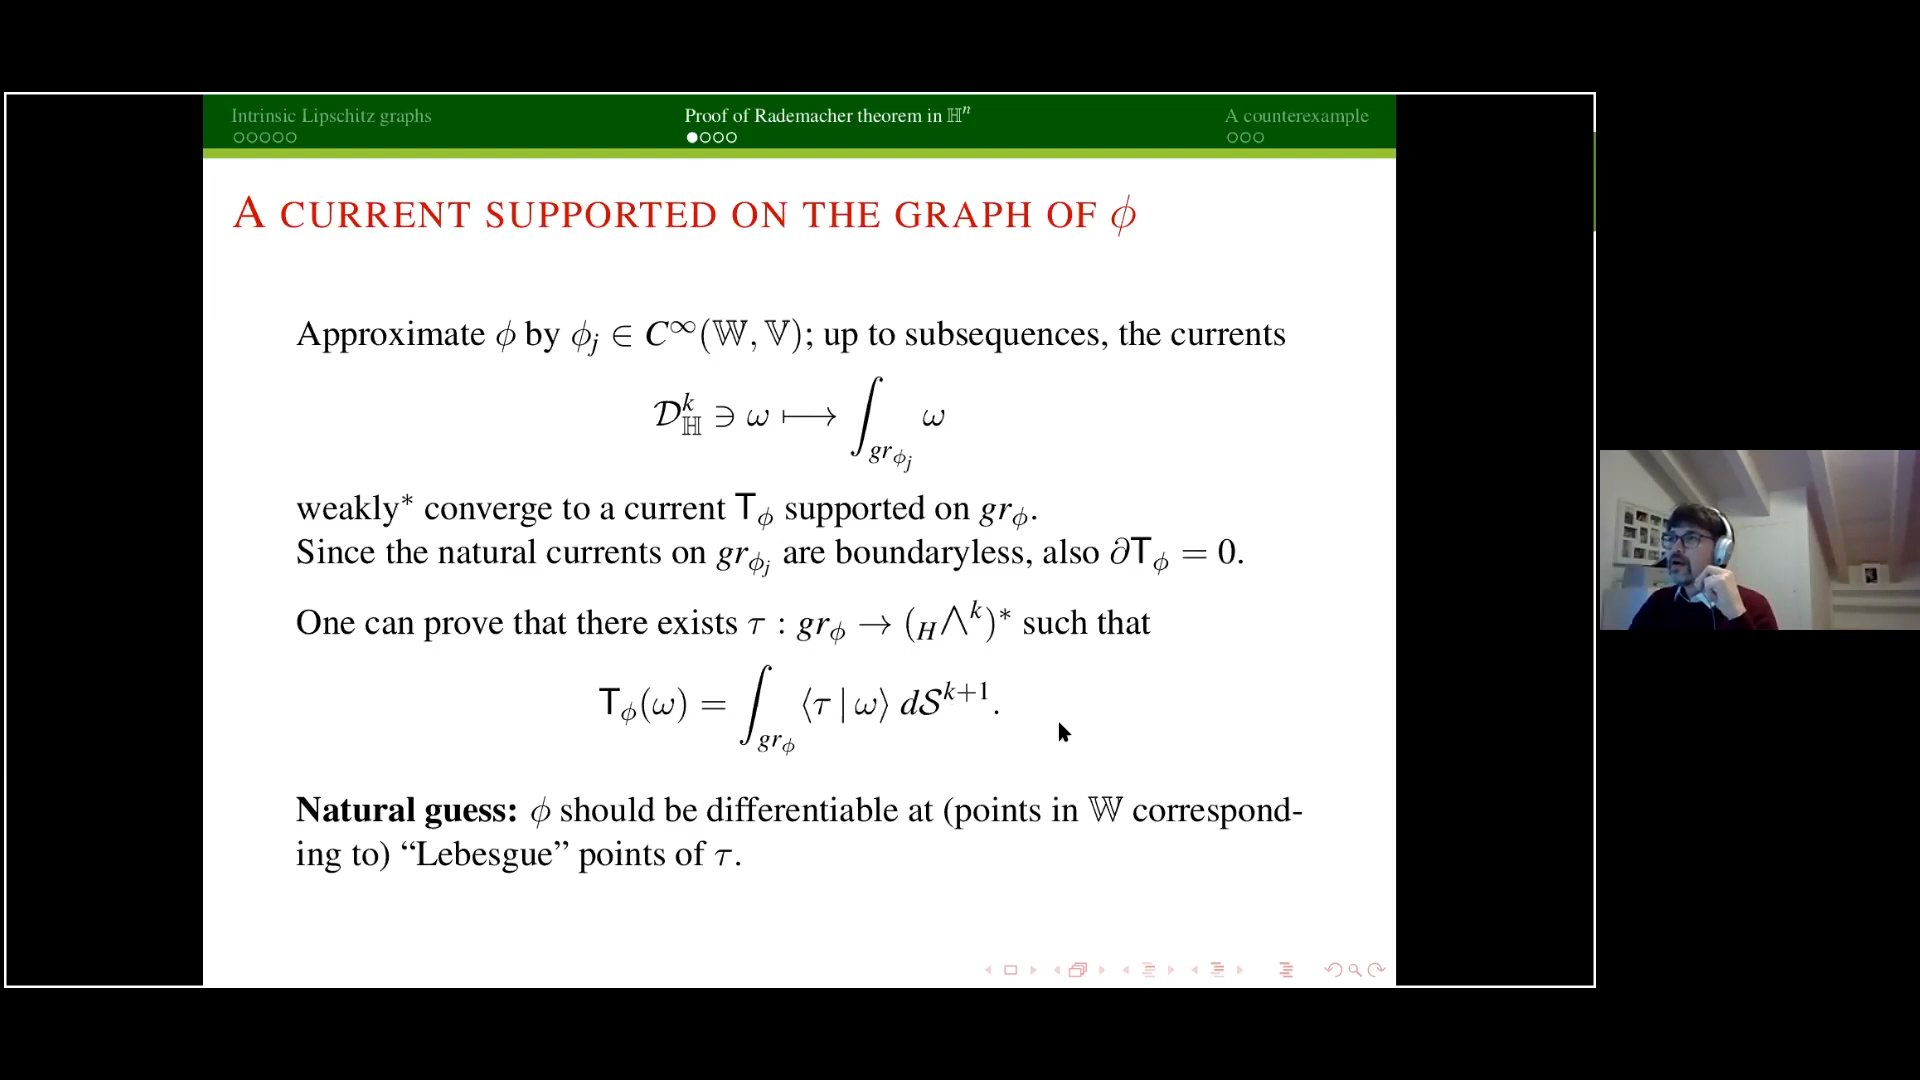 Intrinsic Lipschitz graphs
Proof of Rademacher theorem in ℍⁿ
A counterexample
A CURRENT SUPPORTED ON THE GRAPH OF ϕ
Approximate ϕ by ϕⱼ ∈ C^∞(𝕎, 𝕍); up to subsequences, the currents
𝒟^k_ℍ ∋ ω ⟼ ∫_{gr_{ϕⱼ}} ω
weakly* converge to a current T_ϕ supported on gr_ϕ.
Since the natural currents on gr_{ϕⱼ} are boundaryless, also ∂T_ϕ = 0.
One can prove that there exists τ : gr_ϕ → (_H⋀^k)* such that
T_ϕ(ω) = ∫_{gr_ϕ} ⟨τ | ω⟩ d𝒮^{k+1}.
Natural guess: ϕ should be differentiable at (points in 𝕎 correspond-
ing to) “Lebesgue” points of τ.